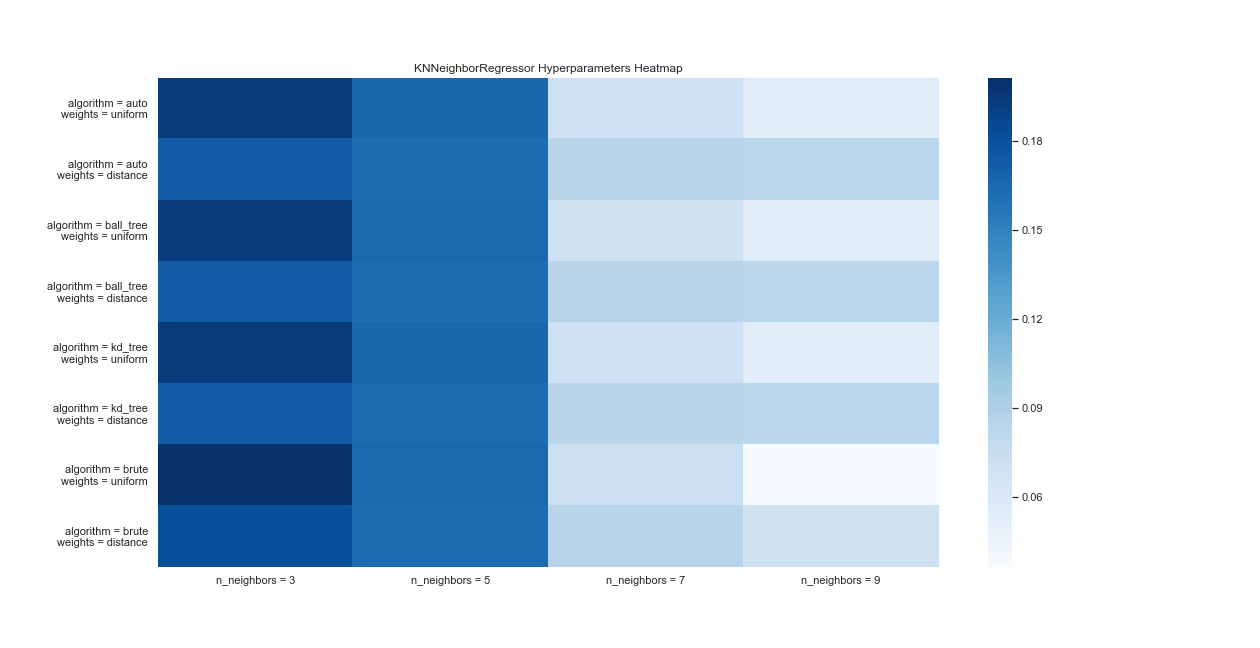 KNNeighborRegressor Hyperparameters Heatmap
algorithm = auto
weights = uniform
algorithm = auto
weights = distance
algorithm = ball_tree
weights = uniform
algorithm = ball_tree
weights = distance
algorithm = kd_tree
weights = uniform
algorithm = kd_tree
weights = distance
algorithm = brute
weights = uniform
algorithm = brute
weights = distance
n_neighbors = 3
n_neighbors = 5
n_neighbors = 7
n_neighbors = 9
0.18
0.15
0.12
0.09
0.06